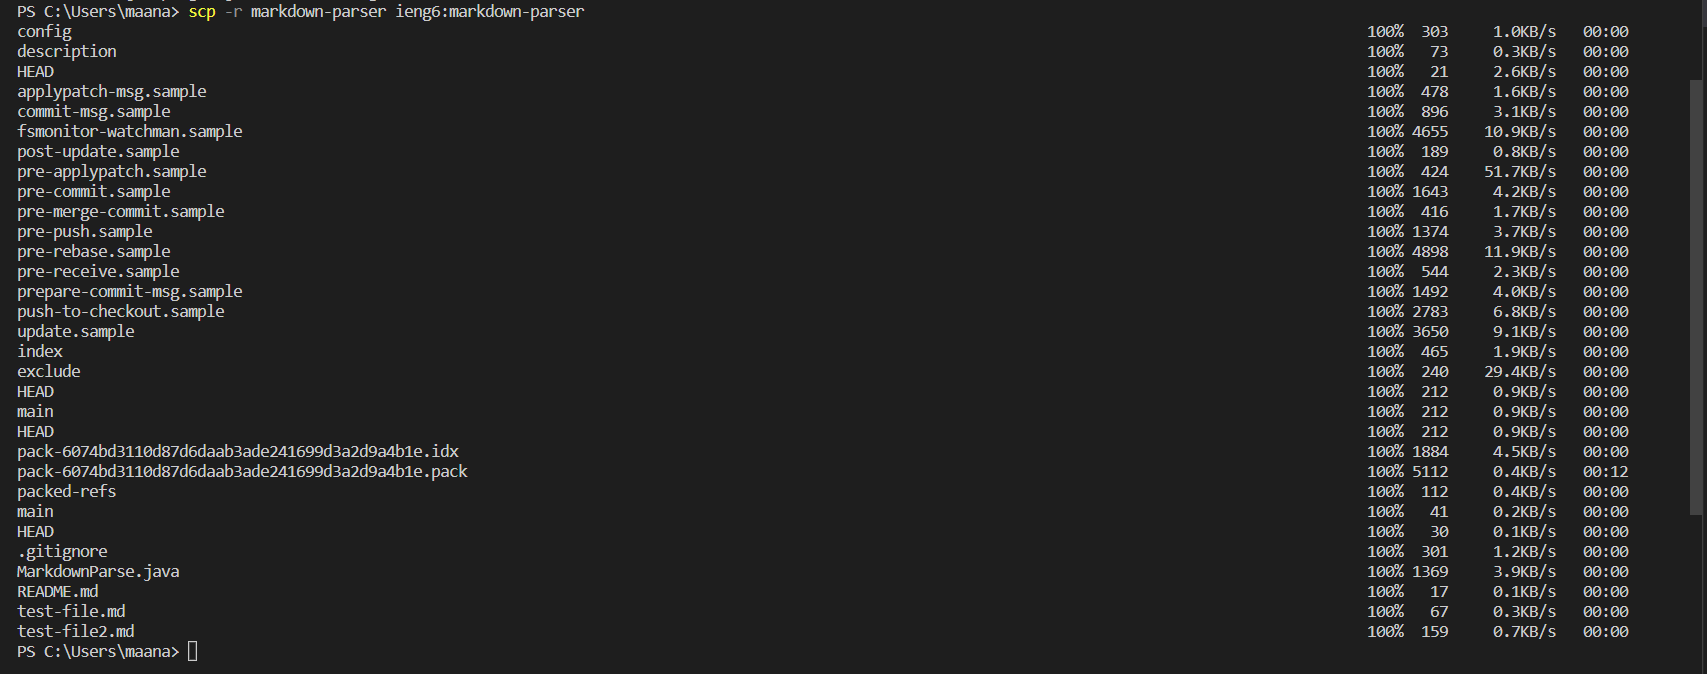 PS C:\Users\maana> scp -r markdown-parser ieng6:markdown-parser
config 100% 303 1.0KB/s 00:00
description 100% 73 0.3KB/s 00:00
HEAD 100% 21 2.6KB/s 00:00
applypatch-msg.sample 100% 478 1.6KB/s 00:00
commit-msg.sample 100% 896 3.1KB/s 00:00
fsmonitor-watchman.sample 100% 4655 10.9KB/s 00:00
post-update.sample 100% 189 0.8KB/s 00:00
pre-applypatch.sample 100% 424 51.7KB/s 00:00
pre-commit.sample 100% 1643 4.2KB/s 00:00
pre-merge-commit.sample 100% 416 1.7KB/s 00:00
pre-push.sample 100% 1374 3.7KB/s 00:00
pre-rebase.sample 100% 4898 11.9KB/s 00:00
pre-receive.sample 100% 544 2.3KB/s 00:00
prepare-commit-msg.sample 100% 1492 4.0KB/s 00:00
push-to-checkout.sample 100% 2783 6.8KB/s 00:00
update.sample 100% 3650 9.1KB/s 00:00
index 100% 465 1.9KB/s 00:00
exclude 100% 240 29.4KB/s 00:00
HEAD 100% 212 0.9KB/s 00:00
main 100% 212 0.9KB/s 00:00
HEAD 100% 212 0.9KB/s 00:00
pack-6074bd3110d87d6daab3ade241699d3a2d9a4b1e.idx 100% 1884 4.5KB/s 00:00
pack-6074bd3110d87d6daab3ade241699d3a2d9a4b1e.pack 100% 5112 0.4KB/s 00:12
packed-refs 100% 112 0.4KB/s 00:00
main 100% 41 0.2KB/s 00:00
HEAD 100% 30 0.1KB/s 00:00
.gitignore 100% 301 1.2KB/s 00:00
MarkdownParse.java 100% 1369 3.9KB/s 00:00
README.md 100% 17 0.1KB/s 00:00
test-file.md 100% 67 0.3KB/s 00:00
test-file2.md 100% 159 0.7KB/s 00:00
PS C:\Users\maana>